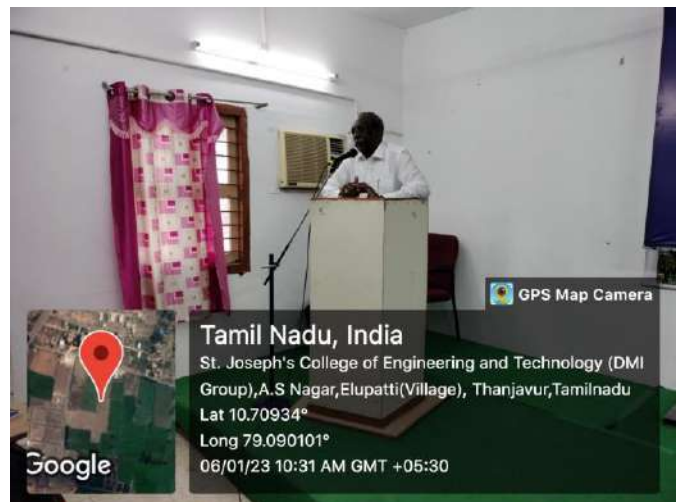 GPS Map Camera
Tamil Nadu, India
St. Joseph's College of Engineering and Technology (DMI
Group),A.S Nagar,Elupatti(Village), Thanjavur,Tamilnadu
Lat 10.70934°
Long 79.090101°
06/01/23 10:31 AM GMT +05:30
Google